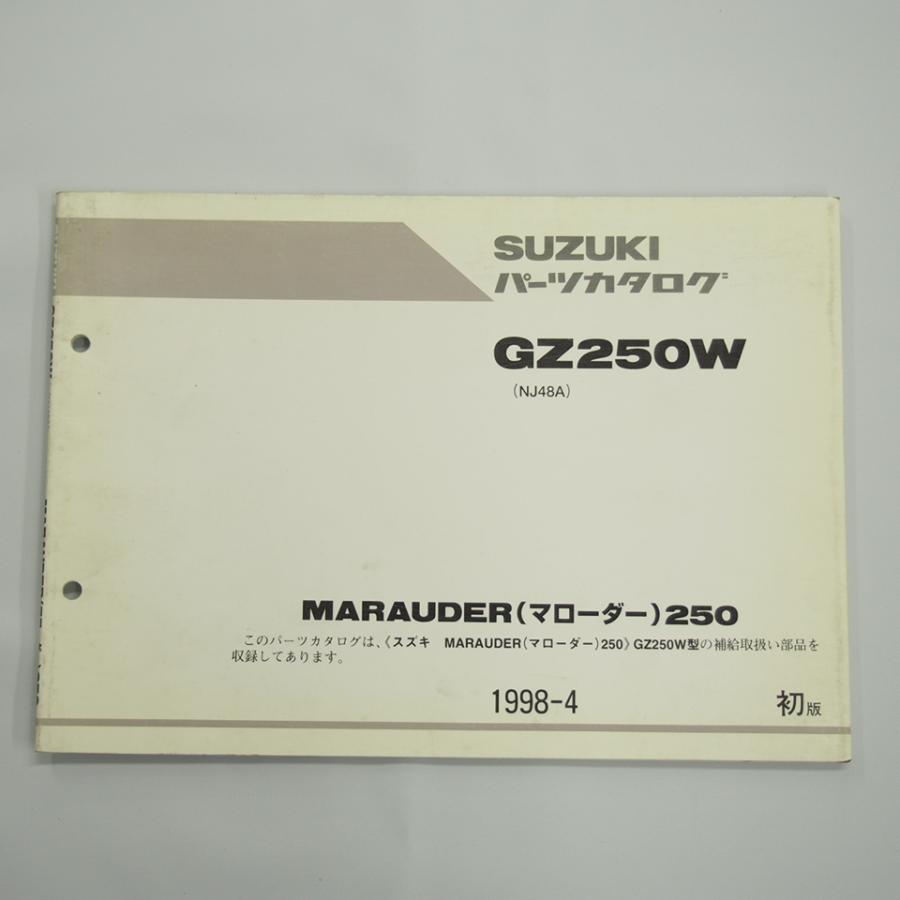 SUZUKI
パーツカタログ
GZ250W
(NJ48A)
MARAUDER(マローダー)250
このパーツカタログは、《スズキ MARAUDER(マローダー)250》GZ250W型の補給取扱い部品を
収録してあります。
1998-4 初版